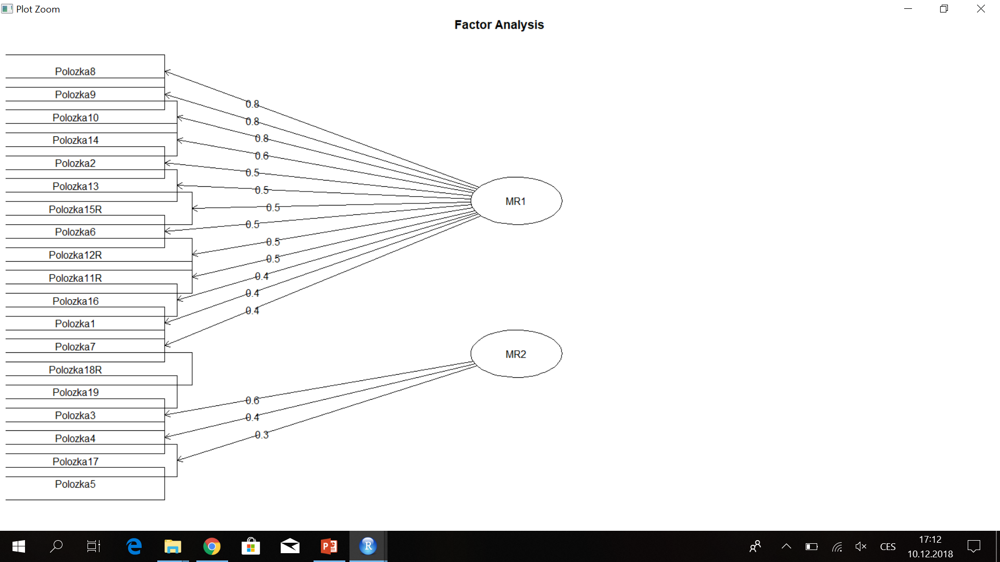 Plot Zoom
Factor Analysis
Polozka8
Polozka9
Polozka10
Polozka14
Polozka2
Polozka13
Polozka15R
Polozka6
Polozka12R
Polozka11R
Polozka16
Polozka1
Polozka7
Polozka18R
Polozka19
Polozka3
Polozka4
Polozka17
Polozka5
0.8
0.8
0.8
0.6
0.5
0.5
0.5
0.5
0.5
0.5
0.4
0.4
0.4
0.6
0.4
0.3
MR1
MR2
CES
17:12
10.12.2018